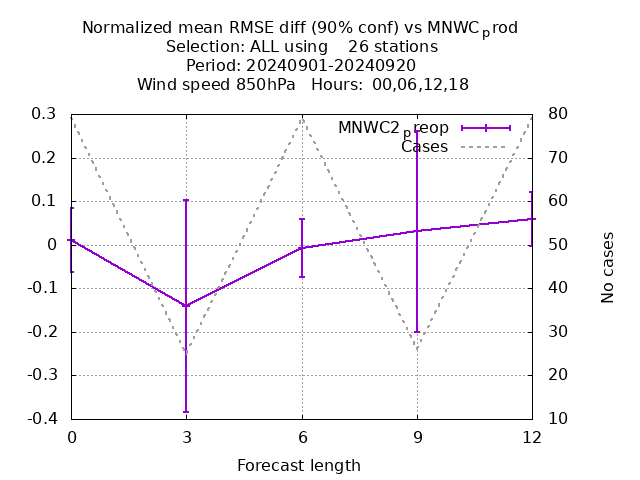 Normalized mean RMSE diff (90% conf) vs MNWCprod
Selection: ALL using    26 stations
Period: 20240901-20240920
Wind speed 850hPa   Hours:  00,06,12,18
MNWC2preop
Cases
0.3
0.2
0.1
0
-0.1
-0.2
-0.3
-0.4
80
70
60
50
40
30
20
10
No cases
0
3
6
9
12
Forecast length